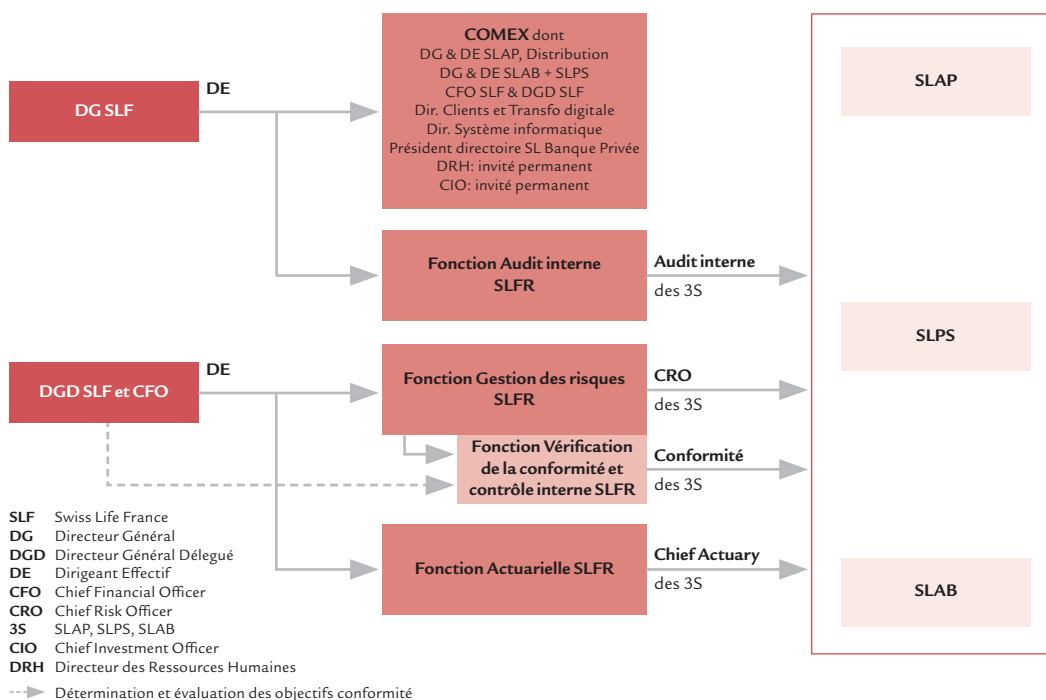 COMEX dont
DG & DE SLAP, Distribution
DG & DE SLAB + SLPS
CFO SLF & DGD SLF
Dir. Clients et Transfo digitale
Dir. Système informatique
Président directoire SL Banque Privée
DRH: invité permanent
CIO: invité permanent
DG SLF
DE
SLAP
Fonction Audit interne
SLFR
Audit interne
des 3S
SLPS
DGD SLF et CFO
DE
Fonction Gestion des risques
SLFR
CRO
des 3S
Fonction Vérification
de la conformité et
contrôle interne SLFR
Conformité
des 3S
Fonction Actuarielle SLFR
Chief Actuary
des 3S
SLAB
SLF Swiss Life France
DG Directeur Général
DGD Directeur Général Délégué
DE Dirigeant Effectif
CFO Chief Financial Officer
CRO Chief Risk Officer
3S SLAP, SLPS, SLAB
CIO Chief Investment Officer
DRH Directeur des Ressources Humaines
Détermination et évaluation des objectifs conformité